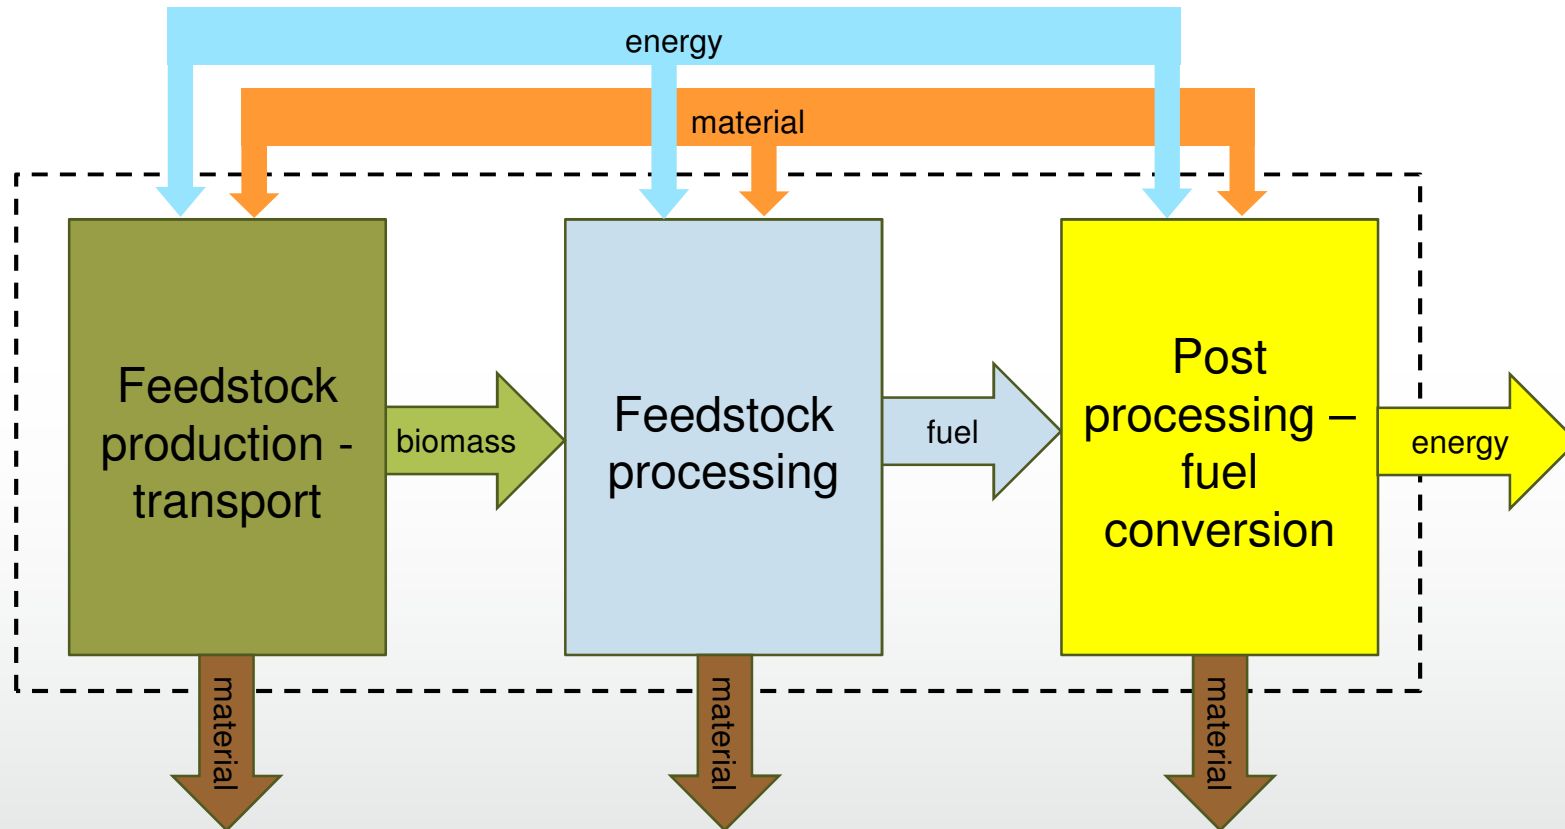 energy
material
Feedstock
production -
transport
biomass
Feedstock
processing
fuel
Post
processing –
fuel
conversion
energy
material
material
material